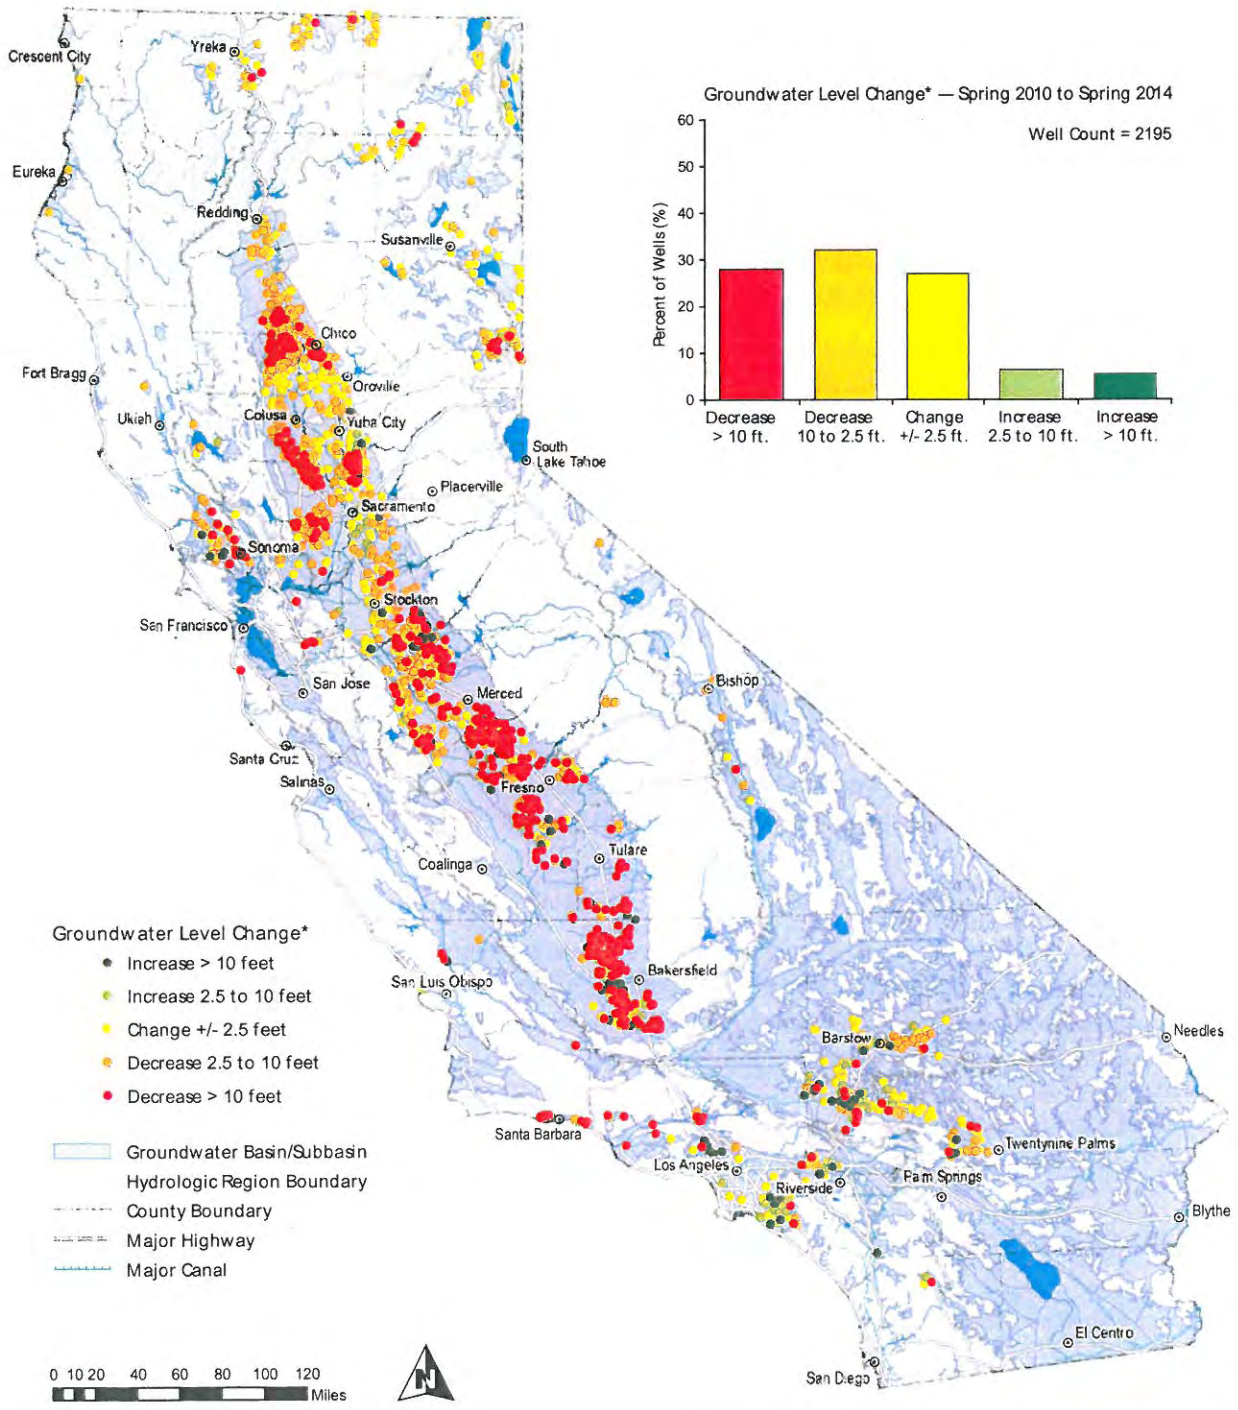 Crescent City
Yreka
Eureka
Redding
Susanville
Chico
Fort Bragg
Oroville
Ukiah
Colusa
Yuba City
South
Lake Tahoe
Placerville
Sacramento
Sonoma
Stockton
San Francisco
San Jose
Merced
Bishop
Santa Cruz
Salinas
Fresno
Tulare
Coalinga
Bakersfield
San Luis Obispo
Barstow
Needles
Santa Barbara
Los Angeles
Twentynine Palms
Riverside
Palm Springs
Blythe
El Centro
San Diego
Groundwater Level Change* — Spring 2010 to Spring 2014
Well Count = 2195
Percent of Wells (%)
60
50
40
30
20
10
0
Decrease
> 10 ft.
Decrease
10 to 2.5 ft.
Change
+/- 2.5 ft.
Increase
2.5 to 10 ft.
Increase
> 10 ft.
Groundwater Level Change*
Increase > 10 feet
Increase 2.5 to 10 feet
Change +/- 2.5 feet
Decrease 2.5 to 10 feet
Decrease > 10 feet
Groundwater Basin/Subbasin
Hydrologic Region Boundary
County Boundary
Major Highway
Major Canal
0 10 20 40 60 80 100 120
Miles
N